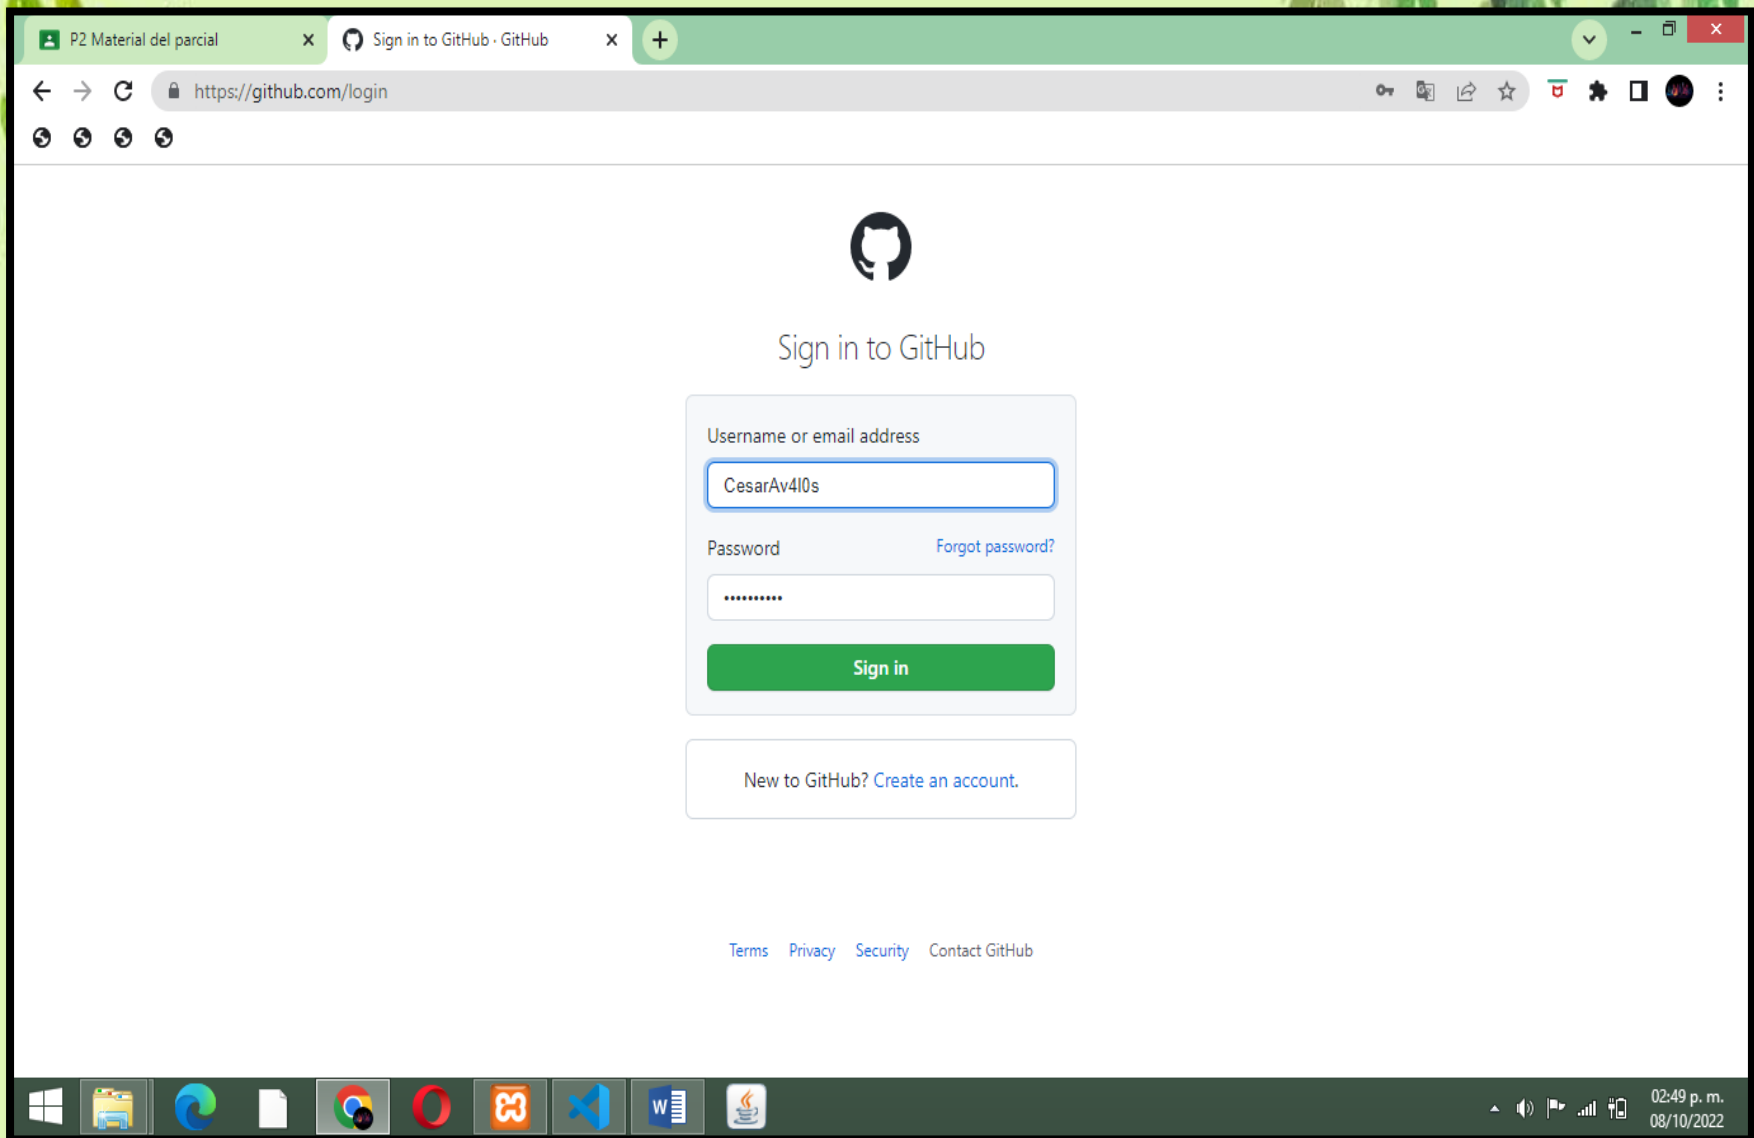 P2 Material del parcial
Sign in to GitHub · GitHub
https://github.com/login
Sign in to GitHub
Username or email address
CesarAv4l0s
Password Forgot password?
Sign in
New to GitHub? Create an account.
Terms Privacy Security Contact GitHub
02:49 p. m.
08/10/2022